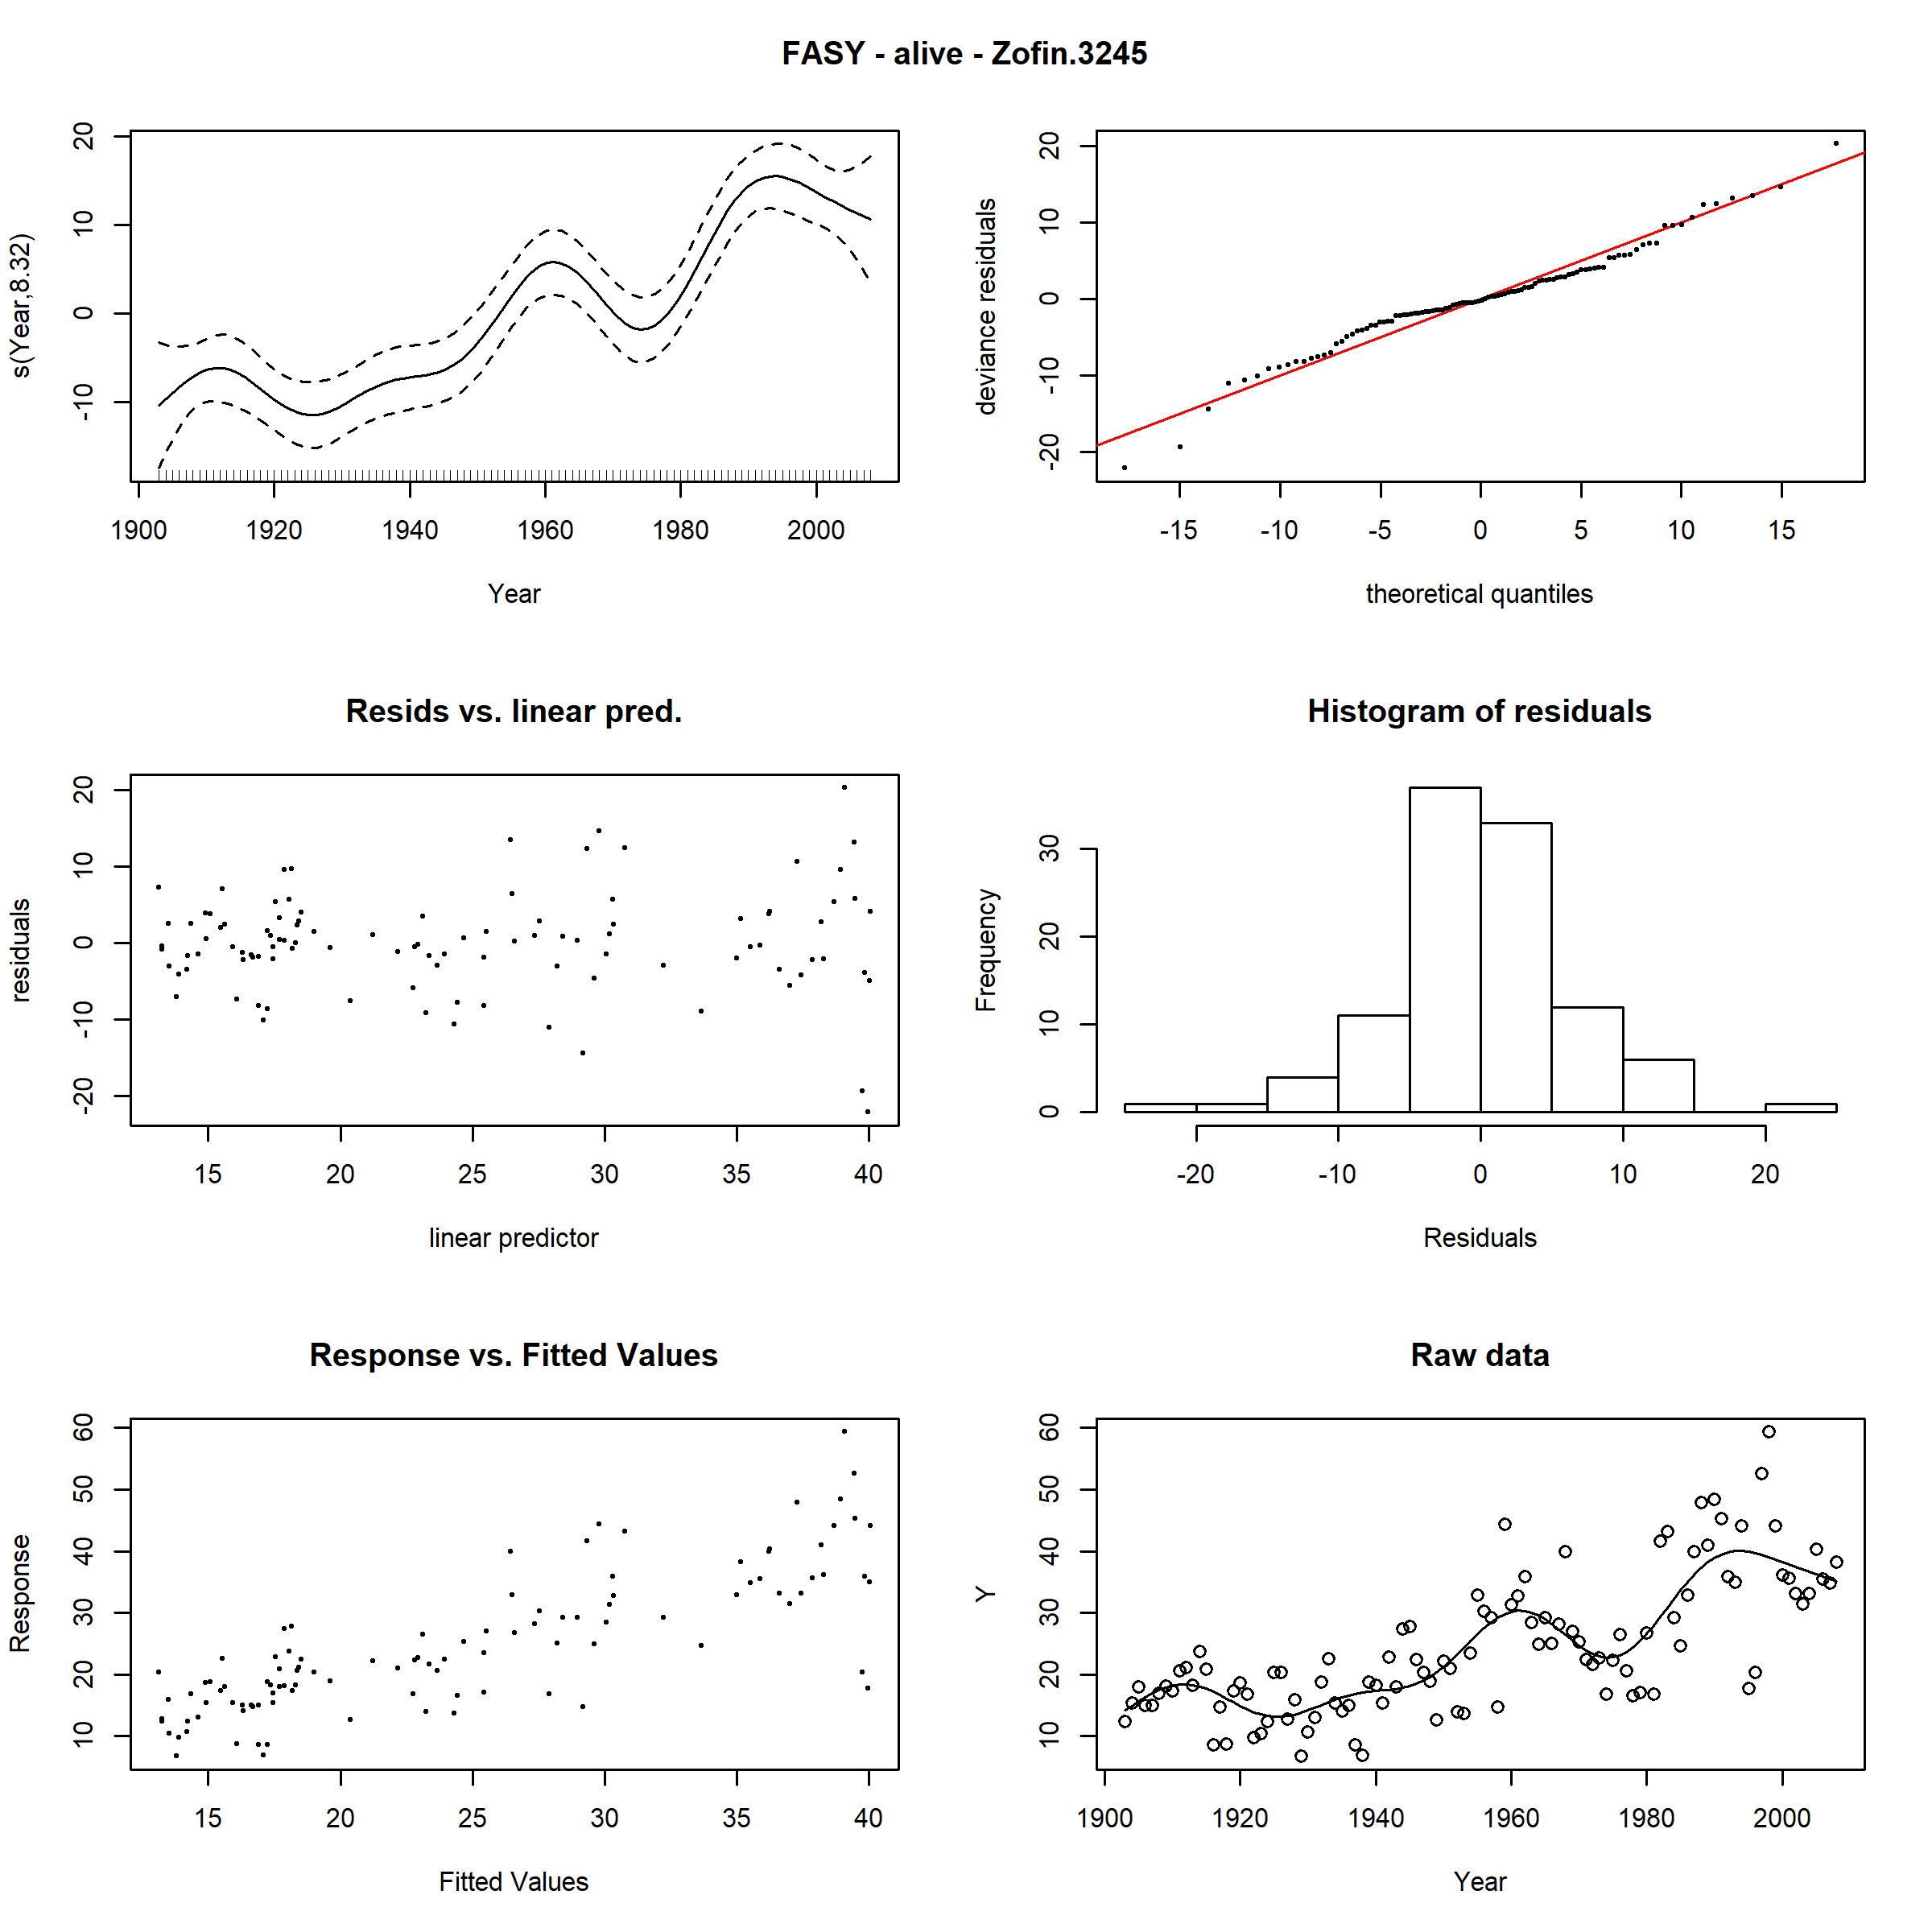 FASY - alive - Zofin.3245
20
10
0
-10
s(Year,8.32)
1900 1920 1940 1960 1980 2000
Year
20
10
0
-10
-20
deviance residuals
-15 -10 -5 0 5 10 15
theoretical quantiles
Resids vs. linear pred.
20
10
0
-10
-20
residuals
15 20 25 30 35 40
linear predictor
Histogram of residuals
30
20
10
0
Frequency
-20 -10 0 10 20
Residuals
Response vs. Fitted Values
60
50
40
30
20
10
Response
15 20 25 30 35 40
Fitted Values
Raw data
60
50
40
30
20
10
Y
1900 1920 1940 1960 1980 2000
Year